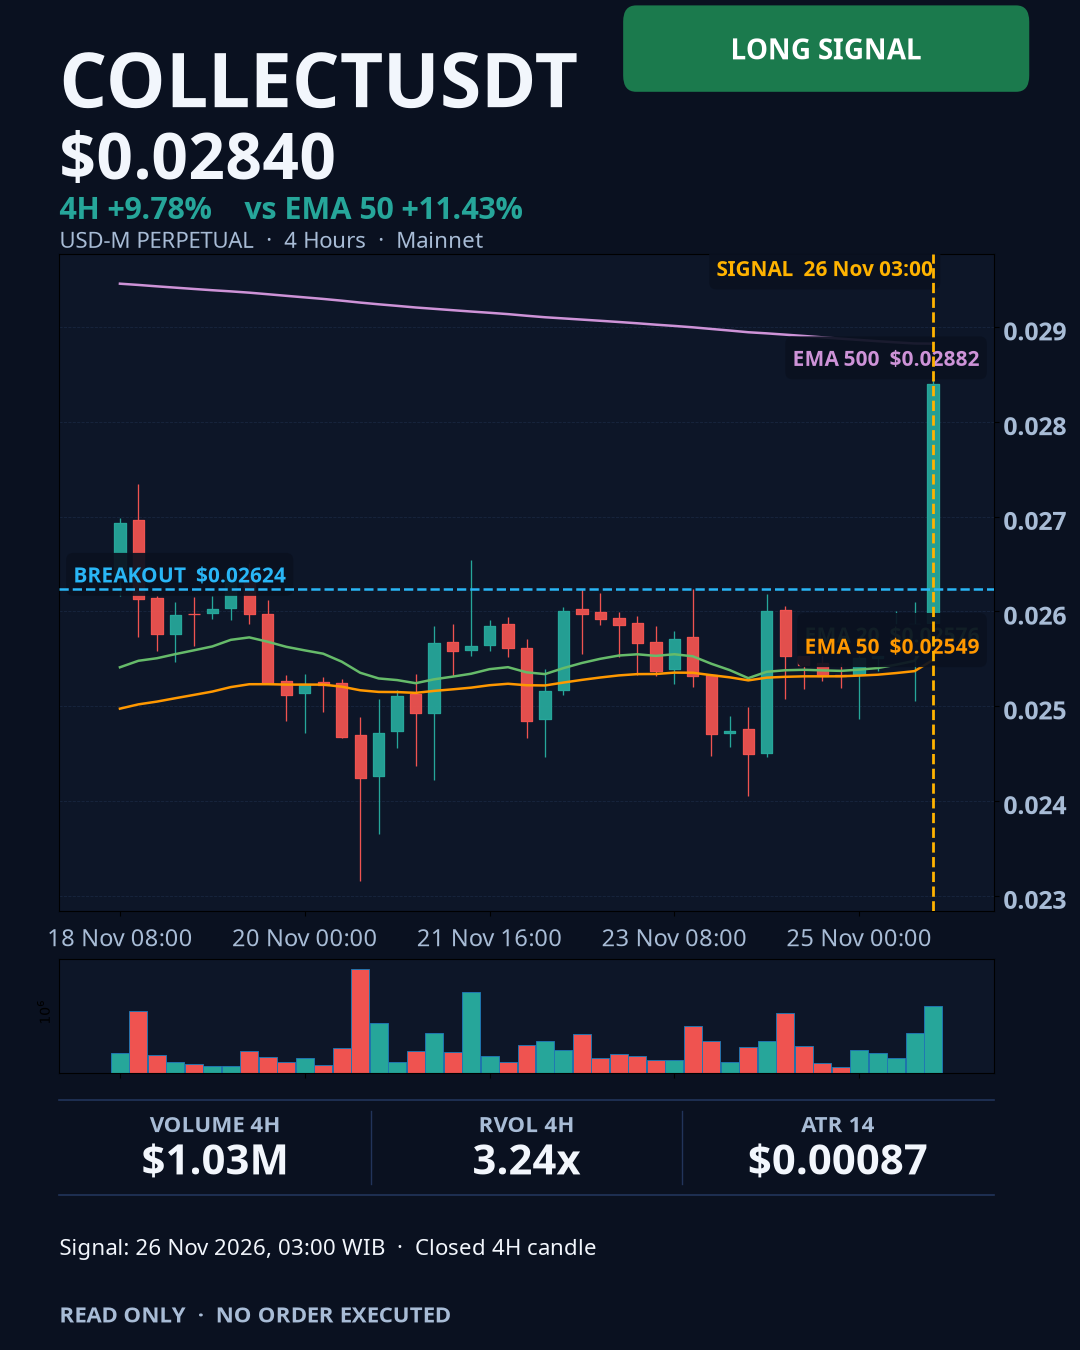 COLLECTUSDT
LONG SIGNAL
$0.02840
4H +9.78% vs EMA 50 +11.43%
USD-M PERPETUAL · 4 Hours · Mainnet
SIGNAL 26 Nov 03:00
0.029
EMA 500 $0.02882
0.028
0.027
BREAKOUT $0.02624
0.026
EMA 50 $0.02549
0.025
0.024
0.023
18 Nov 08:00 20 Nov 00:00 21 Nov 16:00 23 Nov 08:00 25 Nov 00:00
10⁶
VOLUME 4H RVOL 4H ATR 14
$1.03M 3.24x $0.00087
Signal: 26 Nov 2026, 03:00 WIB · Closed 4H candle
READ ONLY · NO ORDER EXECUTED